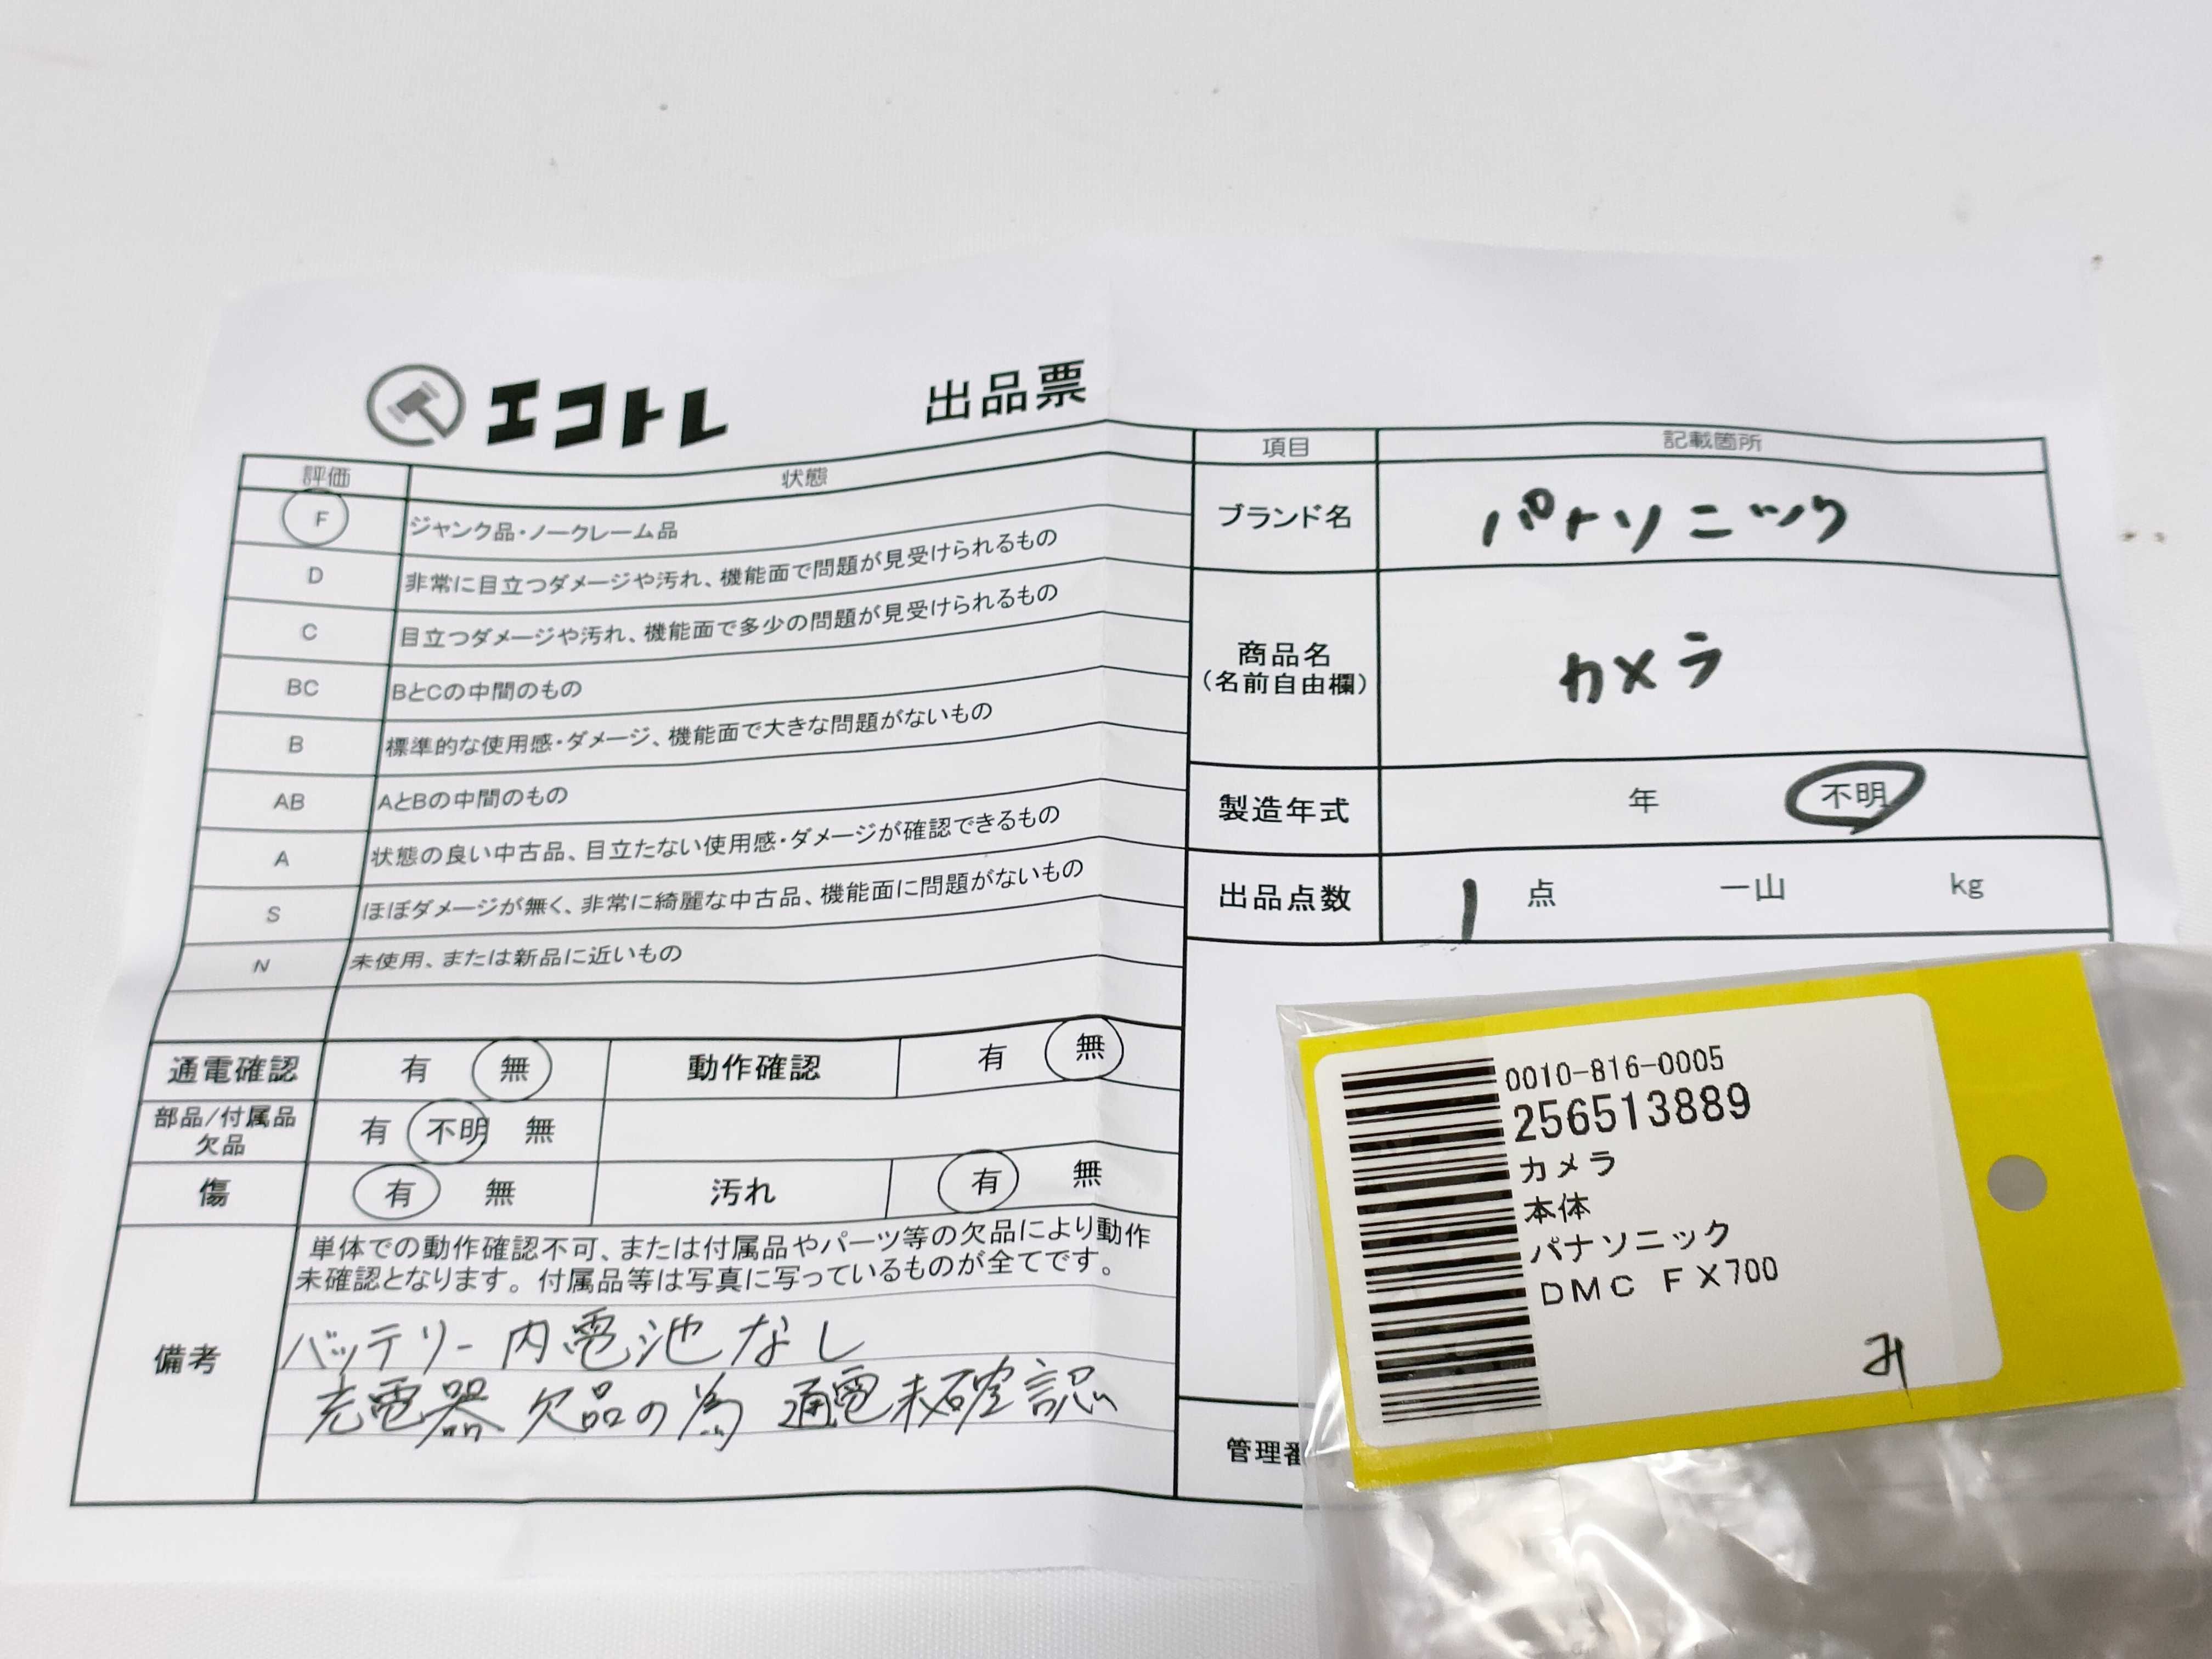 エコトレ 出品票
評価 状態
F ジャンク品・ノークレーム品
D 非常に目立つダメージや汚れ、機能面で問題が見受けられるもの
C 目立つダメージや汚れ、機能面で多少の問題が見受けられるもの
BC BとCの中間のもの
B 標準的な使用感・ダメージ、機能面で大きな問題がないもの
AB AとBの中間のもの
A 状態の良い中古品、目立たない使用感・ダメージが確認できるもの
S ほぼダメージが無く、非常に綺麗な中古品、機能面に問題がないもの
N 未使用、または新品に近いもの
通電確認 有 無 動作確認 有 無
部品/付属品
欠品 有 不明 無
傷 有 無 汚れ 有 無
備考
単体での動作確認不可、または付属品やパーツ等の欠品により動作
未確認となります。付属品等は写真に写っているものが全てです。
バッテリー内電池なし
充電器欠品の為 通電未確認
項目 記載箇所
ブランド名 パナソニック
商品名
(名前自由欄) カメラ
製造年式 年 不明
出品点数 1 点 一山 kg
管理番
0010-816-0005
256513889
カメラ
本体
パナソニック
DMC FX700